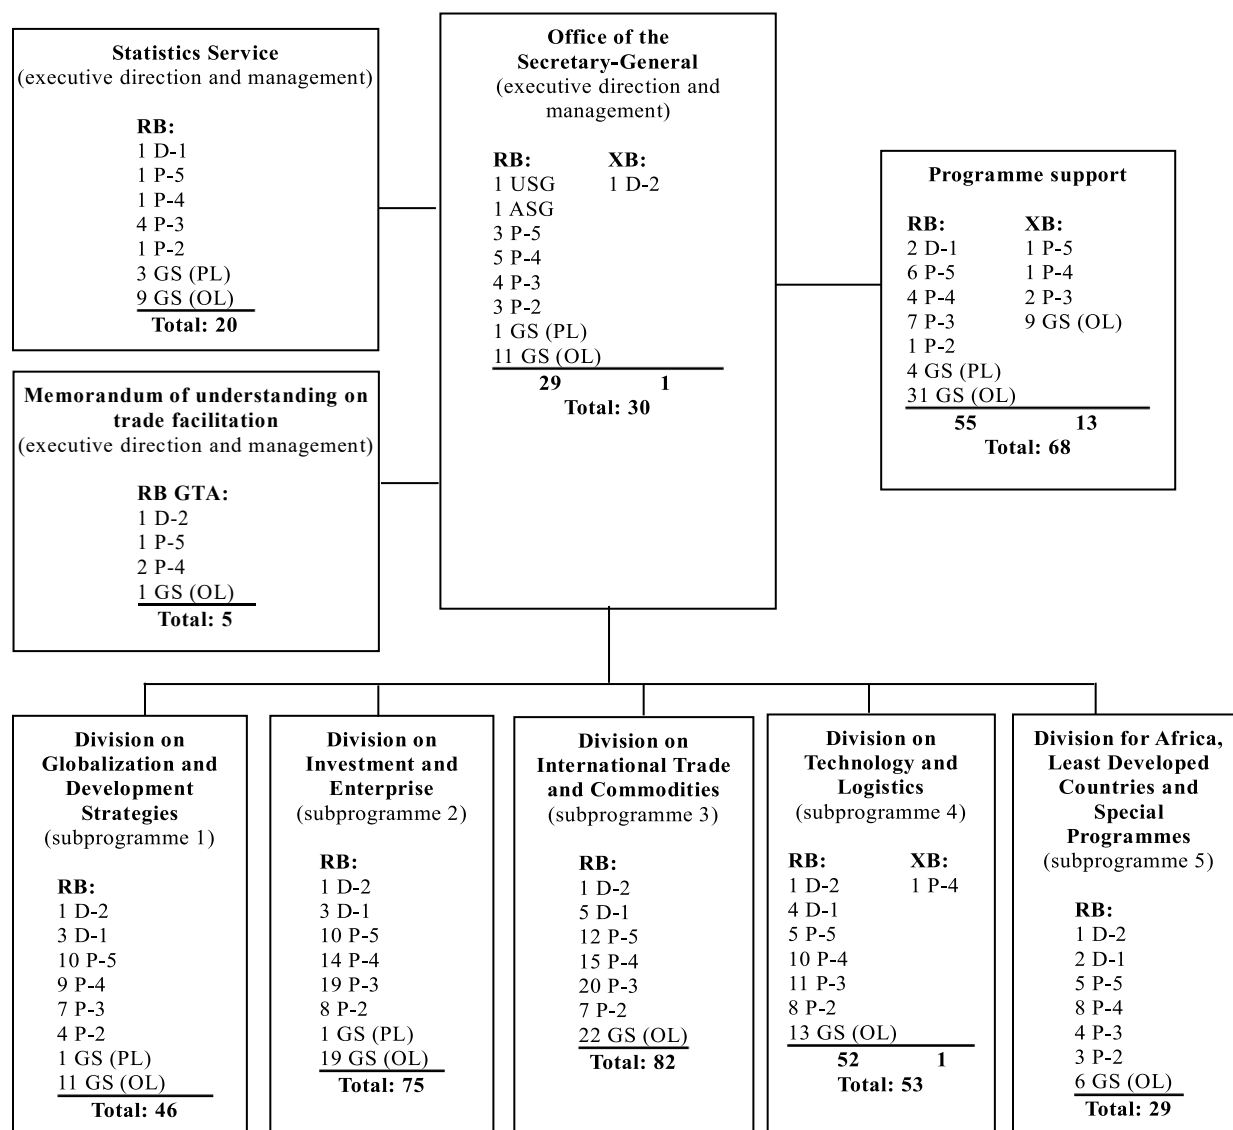 Statistics Service
(executive direction and management)
RB:
1 D-1
1 P-5
1 P-4
4 P-3
1 P-2
3 GS (PL)
9 GS (OL)
Total: 20
Memorandum of understanding on
trade facilitation
(executive direction and management)
RB GTA:
1 D-2
1 P-5
2 P-4
1 GS (OL)
Total: 5
Office of the
Secretary-General
(executive direction and
management)
RB: XB:
1 USG 1 D-2
1 ASG
3 P-5
5 P-4
4 P-3
3 P-2
1 GS (PL)
11 GS (OL)
29 1
Total: 30
Programme support
RB: XB:
2 D-1 1 P-5
6 P-5 1 P-4
4 P-4 2 P-3
7 P-3 9 GS (OL)
1 P-2
4 GS (PL)
31 GS (OL)
55 13
Total: 68
Division on
Globalization and
Development
Strategies
(subprogramme 1)
RB:
1 D-2
3 D-1
10 P-5
9 P-4
7 P-3
4 P-2
1 GS (PL)
11 GS (OL)
Total: 46
Division on
Investment and
Enterprise
(subprogramme 2)
RB:
1 D-2
3 D-1
10 P-5
14 P-4
19 P-3
8 P-2
1 GS (PL)
19 GS (OL)
Total: 75
Division on
International Trade
and Commodities
(subprogramme 3)
RB:
1 D-2
5 D-1
12 P-5
15 P-4
20 P-3
7 P-2
22 GS (OL)
Total: 82
Division on
Technology and
Logistics
(subprogramme 4)
RB: XB:
1 D-2 1 P-4
4 D-1
5 P-5
10 P-4
11 P-3
8 P-2
13 GS (OL)
52 1
Total: 53
Division for Africa,
Least Developed
Countries and
Special
Programmes
(subprogramme 5)
RB:
1 D-2
2 D-1
5 P-5
8 P-4
4 P-3
3 P-2
6 GS (OL)
Total: 29